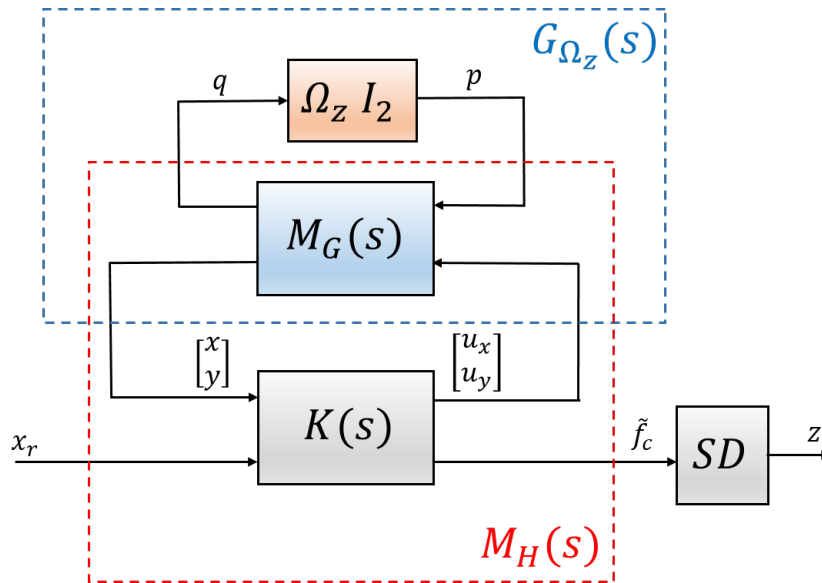 G_{Ω_z}(s)
q
Ω_z I_2
p
M_G(s)
[x
y]
[u_x
u_y]
K(s)
x_r
f̃_c
SD
z
M_H(s)